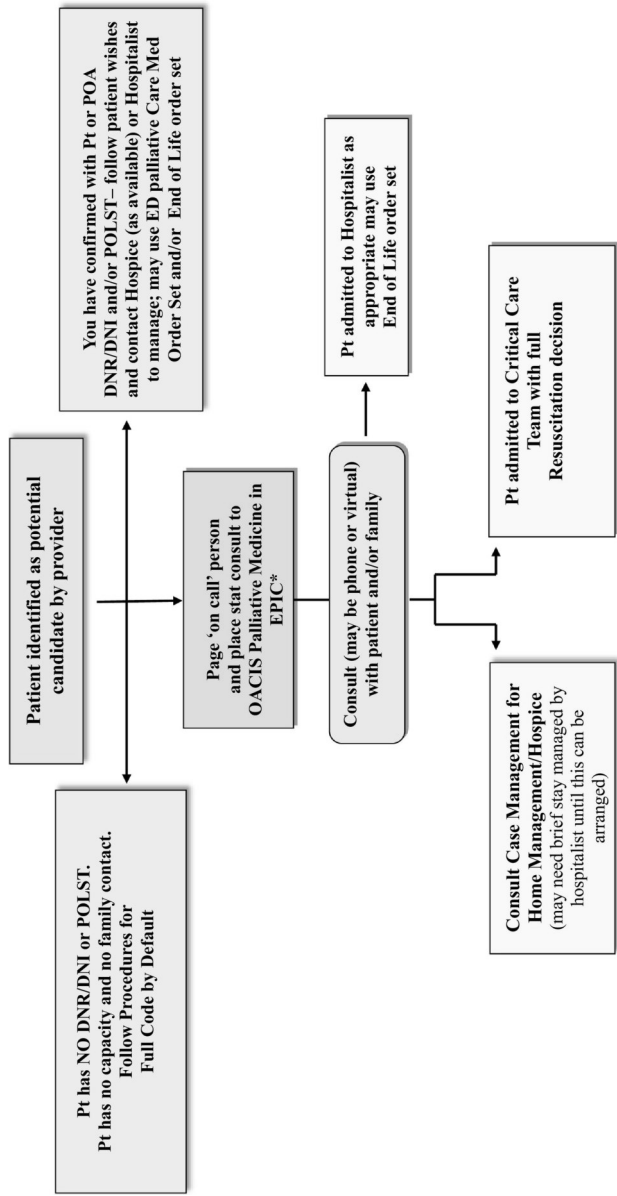 Patient identified as potential
candidate by provider
Pt has NO DNR/DNI or POLST.
Pt has no capacity and no family contact.
Follow Procedures for
Full Code by Default
You have confirmed with Pt or POA
DNR/DNI and/or POLST– follow patient wishes
and contact Hospice (as available) or Hospitalist
to manage; may use ED palliative Care Med
Order Set and/or End of Life order set
Page ‘on call’ person
and place stat consult to
OACIS Palliative Medicine in
EPIC*
Consult (may be phone or virtual)
with patient and/or family
Pt admitted to Hospitalist as
appropriate may use
End of Life order set
Consult Case Management for
Home Management/Hospice
(may need brief stay managed by
hospitalist until this can be
arranged)
Pt admitted to Critical Care
Team with full
Resuscitation decision